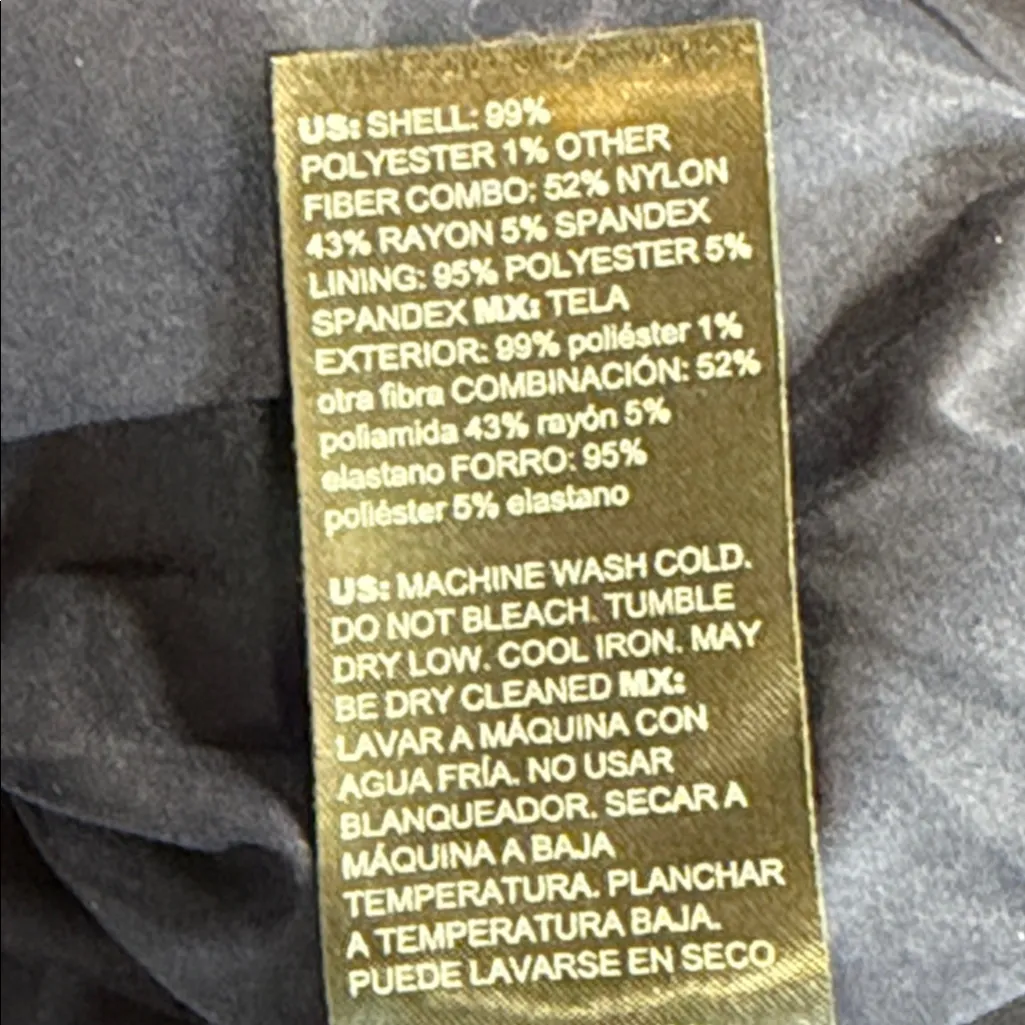 US: SHELL: 99%
POLYESTER 1% OTHER
FIBER COMBO: 52% NYLON
43% RAYON 5% SPANDEX
LINING: 95% POLYESTER 5%
SPANDEX MX: TELA
EXTERIOR: 99% poliéster 1%
otra fibra COMBINACIÓN: 52%
poliamida 43% rayón 5%
elastano FORRO: 95%
poliéster 5% elastano
US: MACHINE WASH COLD.
DO NOT BLEACH. TUMBLE
DRY LOW. COOL IRON. MAY
BE DRY CLEANED MX:
LAVAR A MÁQUINA CON
AGUA FRÍA. NO USAR
BLANQUEADOR. SECAR A
MÁQUINA A BAJA
TEMPERATURA. PLANCHAR
A TEMPERATURA BAJA.
PUEDE LAVARSE EN SECO